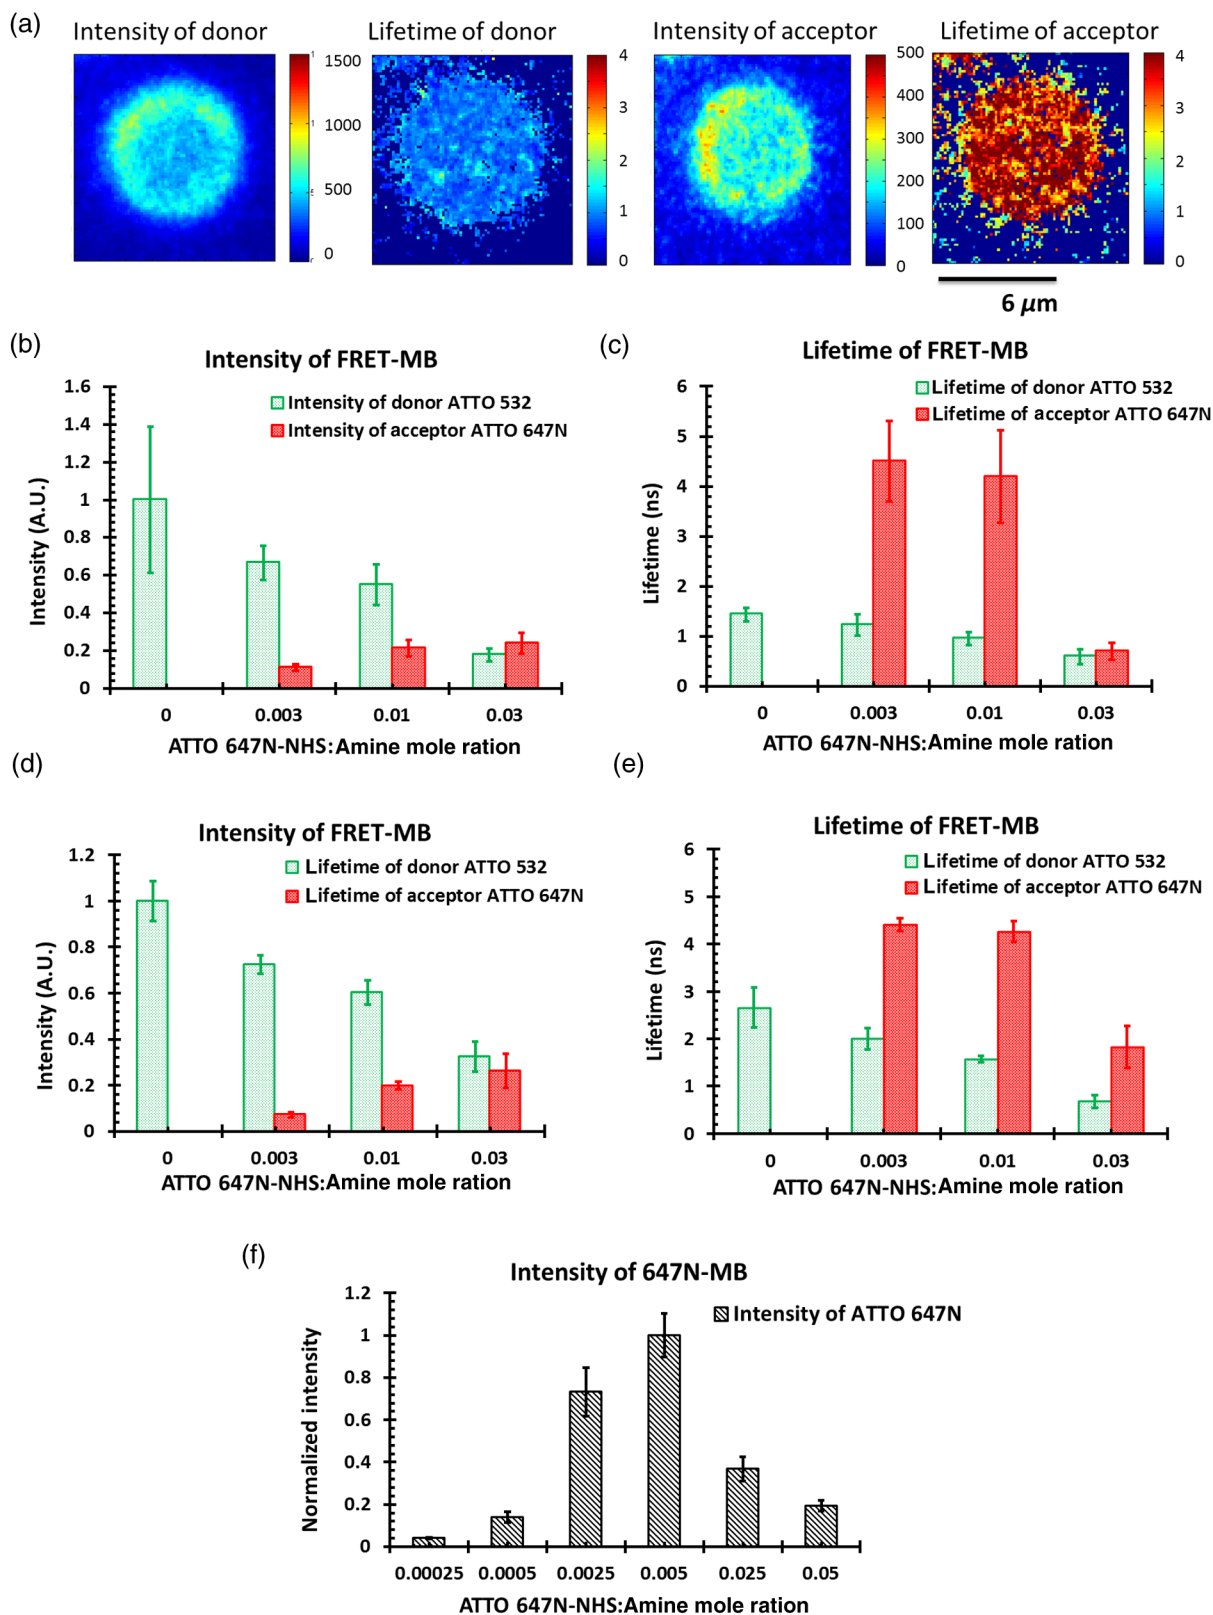 (a)
Intensity of donor
Lifetime of donor
Intensity of acceptor
Lifetime of acceptor
1500
1000
500
0
4
3
2
1
0
500
400
300
200
100
0
4
3
2
1
0
6 µm
(b)
Intensity of FRET-MB
Intensity of donor ATTO 532
Intensity of acceptor ATTO 647N
Intensity (A.U.)
1.6
1.4
1.2
1
0.8
0.6
0.4
0.2
0
0 0.003 0.01 0.03
ATTO 647N-NHS:Amine mole ration
(c)
Lifetime of FRET-MB
Lifetime of donor ATTO 532
Lifetime of acceptor ATTO 647N
Lifetime (ns)
6
5
4
3
2
1
0
0 0.003 0.01 0.03
ATTO 647N-NHS:Amine mole ration
(d)
Intensity of FRET-MB
Lifetime of donor ATTO 532
Lifetime of acceptor ATTO 647N
Intensity (A.U.)
1.2
1
0.8
0.6
0.4
0.2
0
0 0.003 0.01 0.03
ATTO 647N-NHS:Amine mole ration
(e)
Lifetime of FRET-MB
Lifetime of donor ATTO 532
Lifetime of acceptor ATTO 647N
Lifetime (ns)
6
5
4
3
2
1
0
0 0.003 0.01 0.03
ATTO 647N-NHS:Amine mole ration
(f)
Intensity of 647N-MB
Intensity of ATTO 647N
Normalized intensity
1.2
1
0.8
0.6
0.4
0.2
0
0.00025 0.0005 0.0025 0.005 0.025 0.05
ATTO 647N-NHS:Amine mole ration